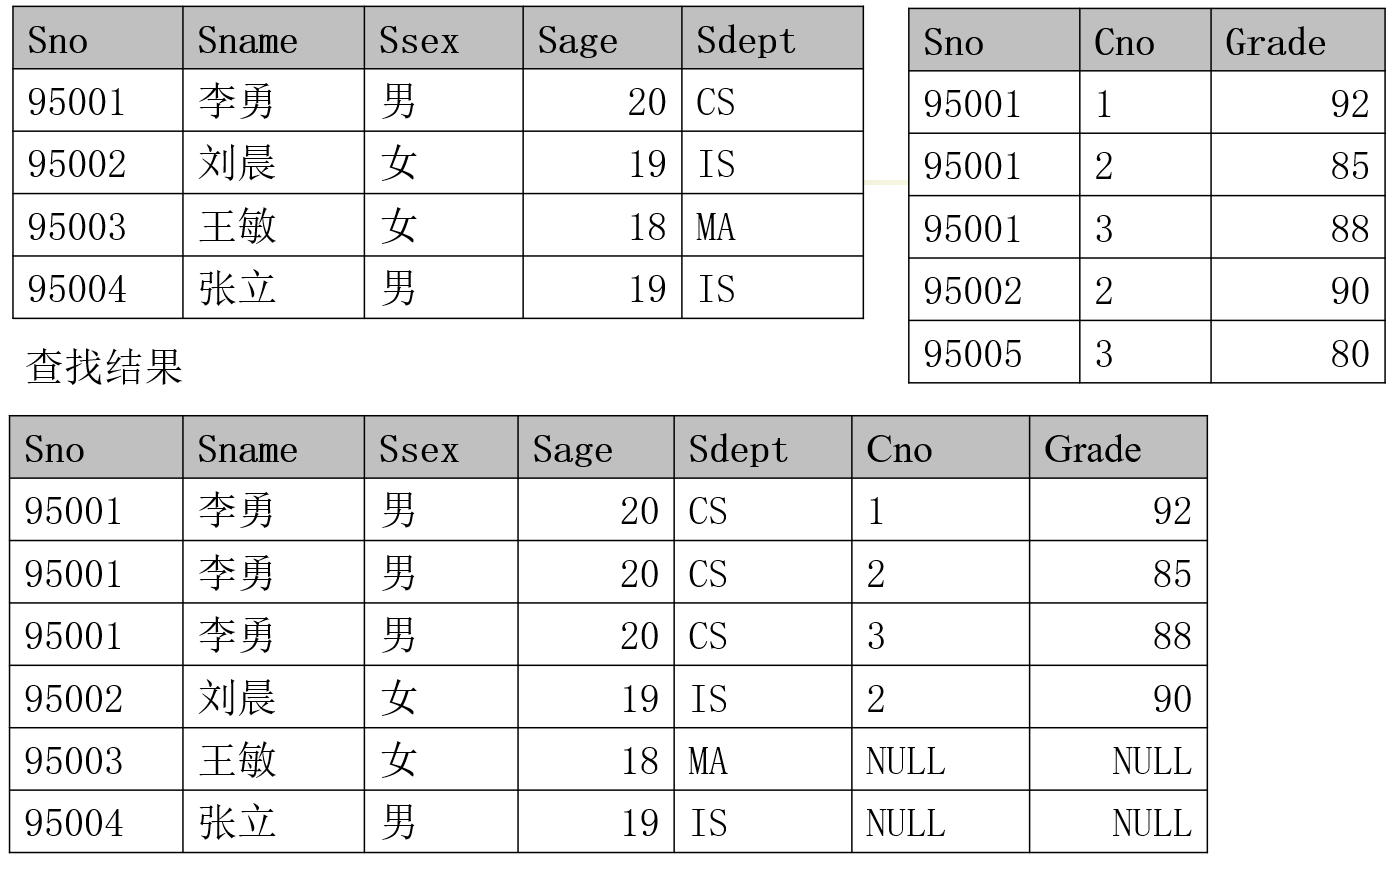 Sno Sname Ssex Sage Sdept
95001 李勇 男 20 CS
95002 刘晨 女 19 IS
95003 王敏 女 18 MA
95004 张立 男 19 IS
Sno Cno Grade
95001 1 92
95001 2 85
95001 3 88
95002 2 90
95005 3 80
查找结果
Sno Sname Ssex Sage Sdept Cno Grade
95001 李勇 男 20 CS 1 92
95001 李勇 男 20 CS 2 85
95001 李勇 男 20 CS 3 88
95002 刘晨 女 19 IS 2 90
95003 王敏 女 18 MA NULL NULL
95004 张立 男 19 IS NULL NULL